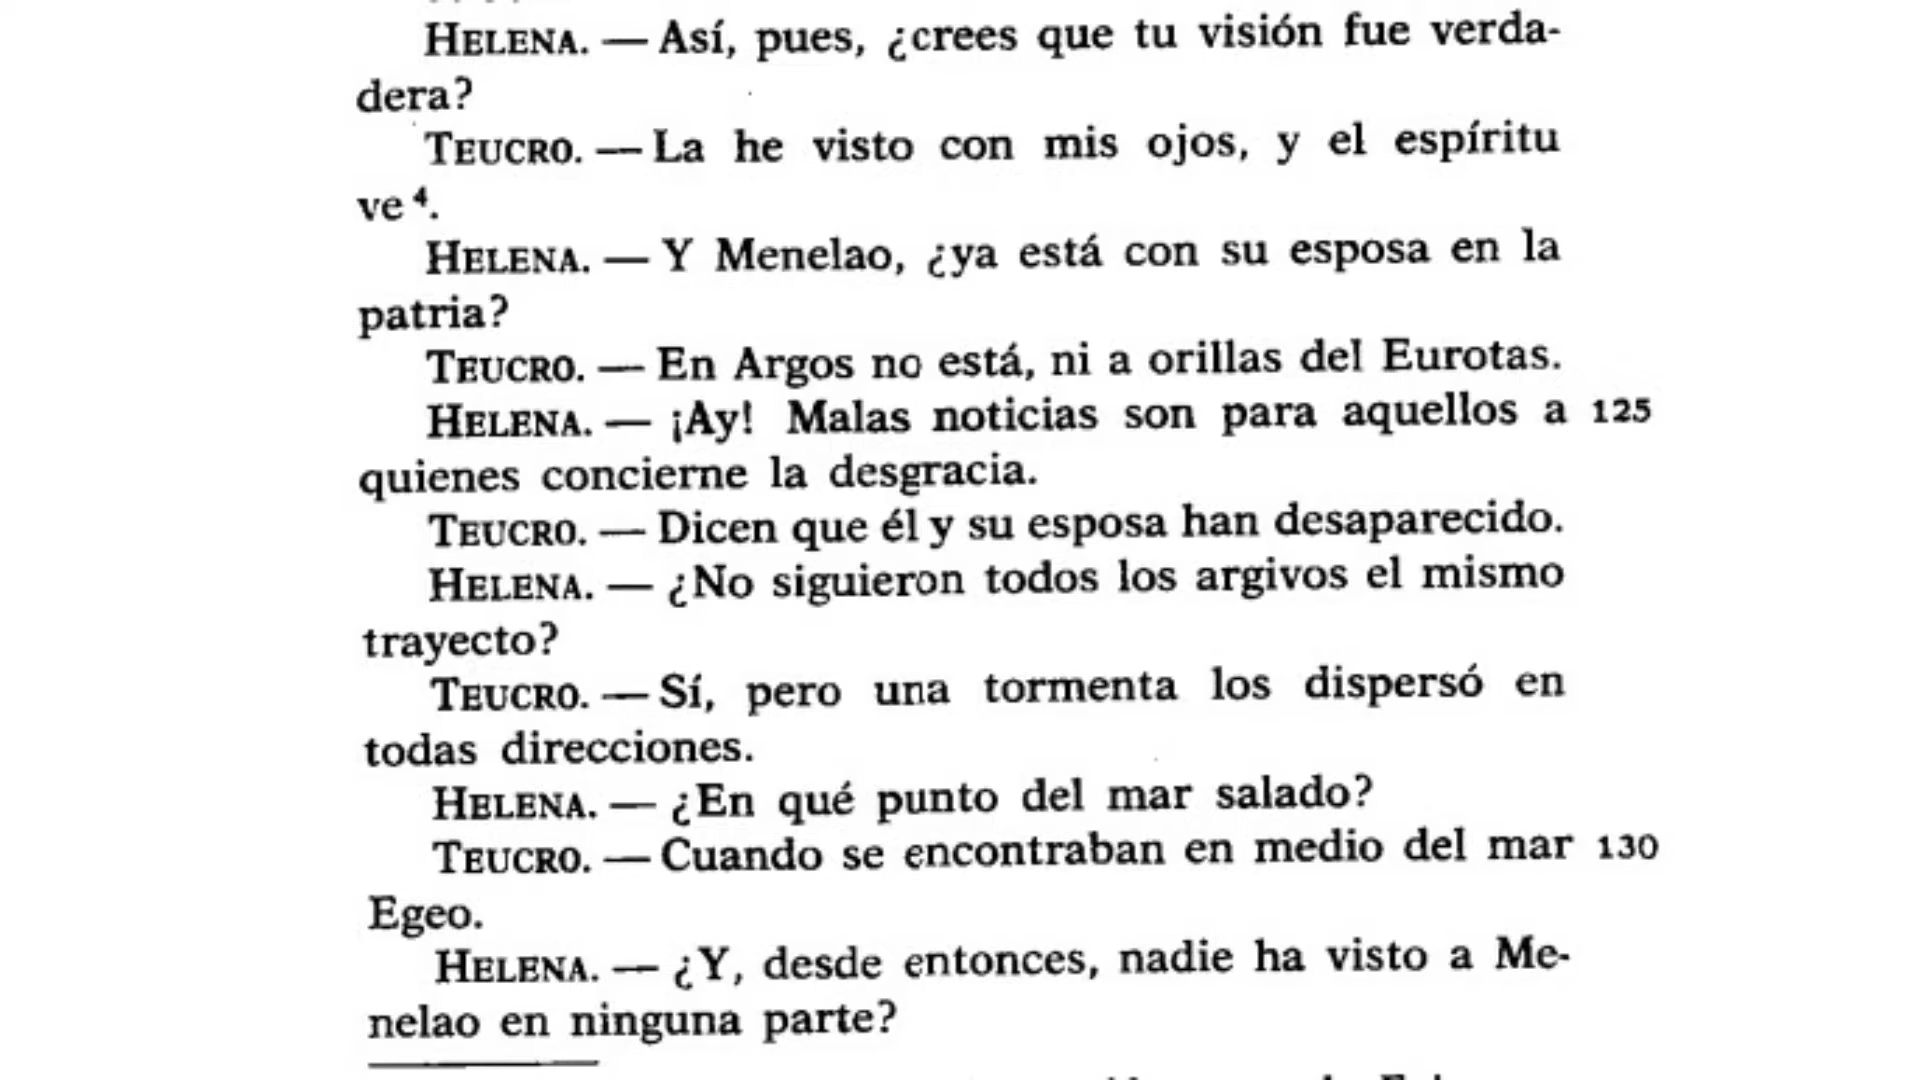 HELENA. — Así, pues, ¿crees que tu visión fue verda-
dera?
TEUCRO. — La he visto con mis ojos, y el espíritu
ve⁴.
HELENA. — Y Menelao, ¿ya está con su esposa en la
patria?
TEUCRO. — En Argos no está, ni a orillas del Eurotas.
HELENA. — ¡Ay! Malas noticias son para aquellos a 125
quienes concierne la desgracia.
TEUCRO. — Dicen que él y su esposa han desaparecido.
HELENA. — ¿No siguieron todos los argivos el mismo
trayecto?
TEUCRO. — Sí, pero una tormenta los dispersó en
todas direcciones.
HELENA. — ¿En qué punto del mar salado?
TEUCRO. — Cuando se encontraban en medio del mar 130
Egeo.
HELENA. — ¿Y, desde entonces, nadie ha visto a Me-
nelao en ninguna parte?